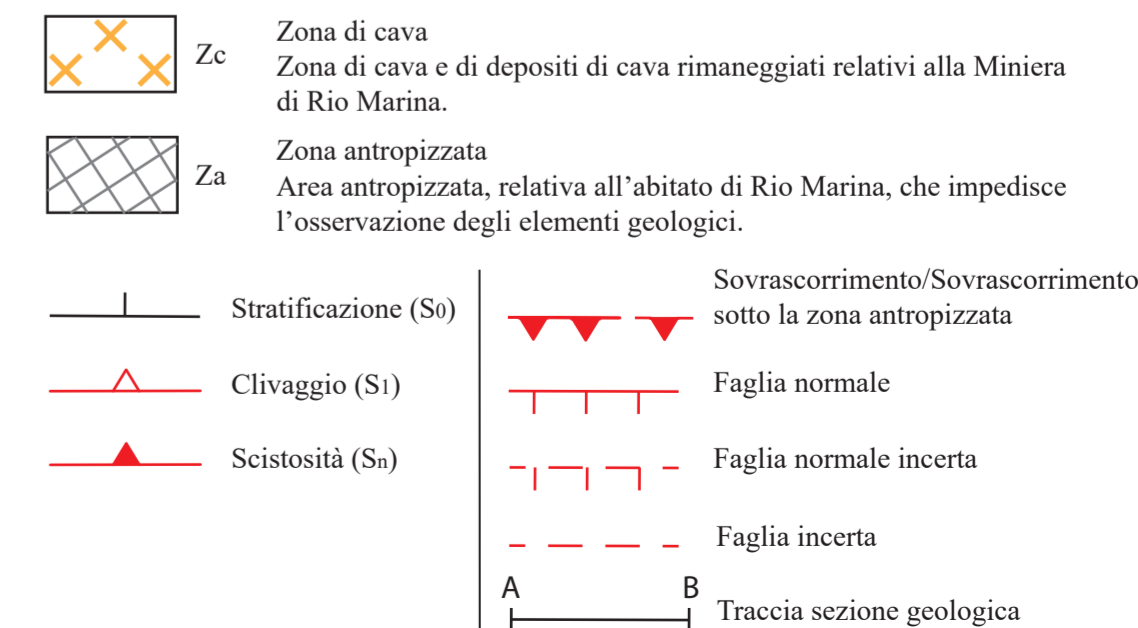 Zc
Zona di cava
Zona di cava e di depositi di cava rimaneggiati relativi alla Miniera
di Rio Marina.
Za
Zona antropizzata
Area antropizzata, relativa all’abitato di Rio Marina, che impedisce
l’osservazione degli elementi geologici.
Stratificazione (S0)
Clivaggio (S1)
Scistosità (Sn)
Sovrascorrimento/Sovrascorrimento
sotto la zona antropizzata
Faglia normale
Faglia normale incerta
Faglia incerta
A B
Traccia sezione geologica